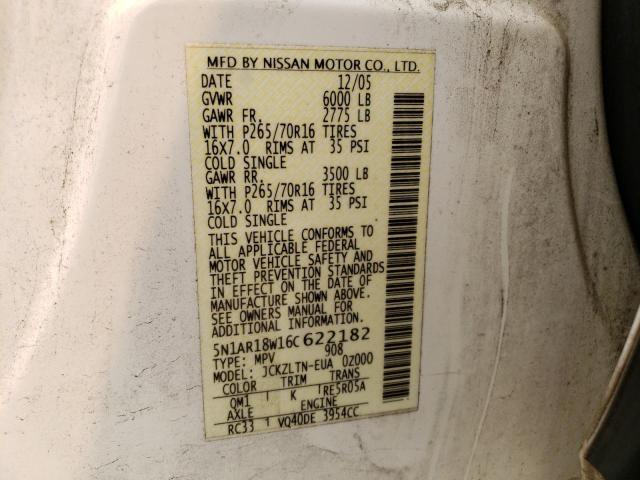 MFD BY NISSAN MOTOR CO., LTD.
DATE 12/05
GVWR 6000 LB
GAWR FR. 2775 LB
WITH P265/70R16 TIRES
16X7.0 RIMS AT 35 PSI
COLD SINGLE
GAWR RR. 3500 LB
WITH P265/70R16 TIRES
16X7.0 RIMS AT 35 PSI
COLD SINGLE
THIS VEHICLE CONFORMS TO
ALL APPLICABLE FEDERAL
MOTOR VEHICLE SAFETY AND
THEFT PREVENTION STANDARDS
IN EFFECT ON THE DATE OF
MANUFACTURE SHOWN ABOVE.
SEE OWNERS MANUAL FOR
ADDITIONAL INFORMATION
5N1AR18W16C622182
TYPE: MPV 908
MODEL: JCKZLTN-EUA 0Z000
COLOR TRIM TRANS
QM1 K RE5R05A
AXLE ENGINE
RC33 VQ40DE 3954CC